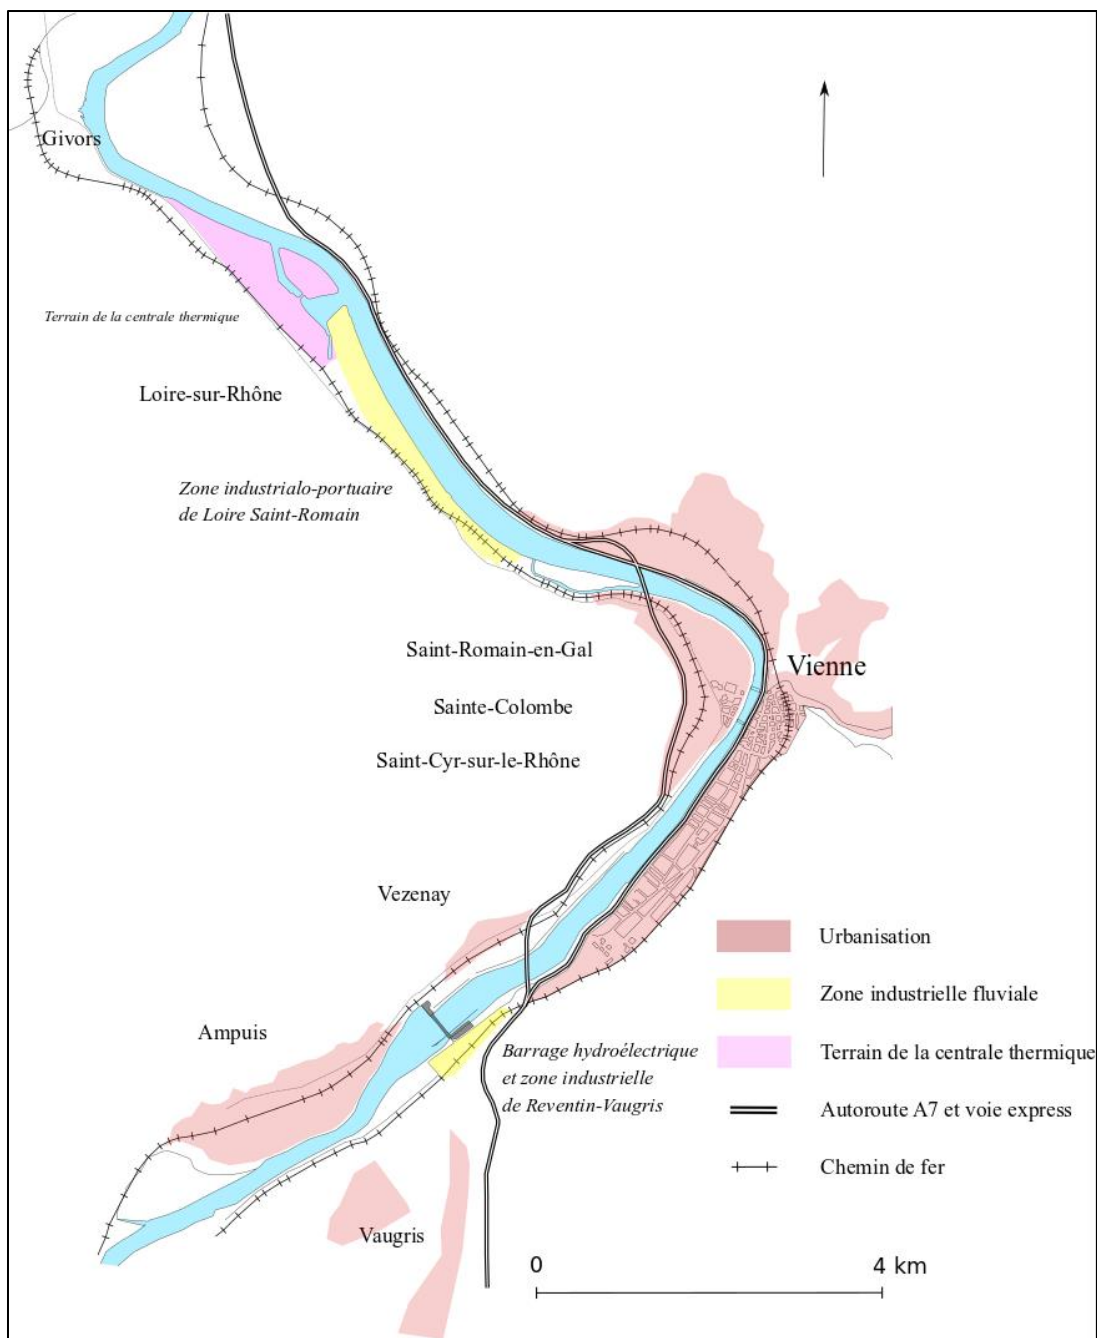 Givors
Terrain de la centrale thermique
Loire-sur-Rhône
Zone industrialo-portuaire
de Loire Saint-Romain
Saint-Romain-en-Gal
Vienne
Sainte-Colombe
Saint-Cyr-sur-le-Rhône
Vezenay
Urbanisation
Zone industrielle fluviale
Ampuis
Barrage hydroélectrique
et zone industrielle
de Reventin-Vaugris
Terrain de la centrale thermique
Autoroute A7 et voie express
Chemin de fer
Vaugris
0
4 km